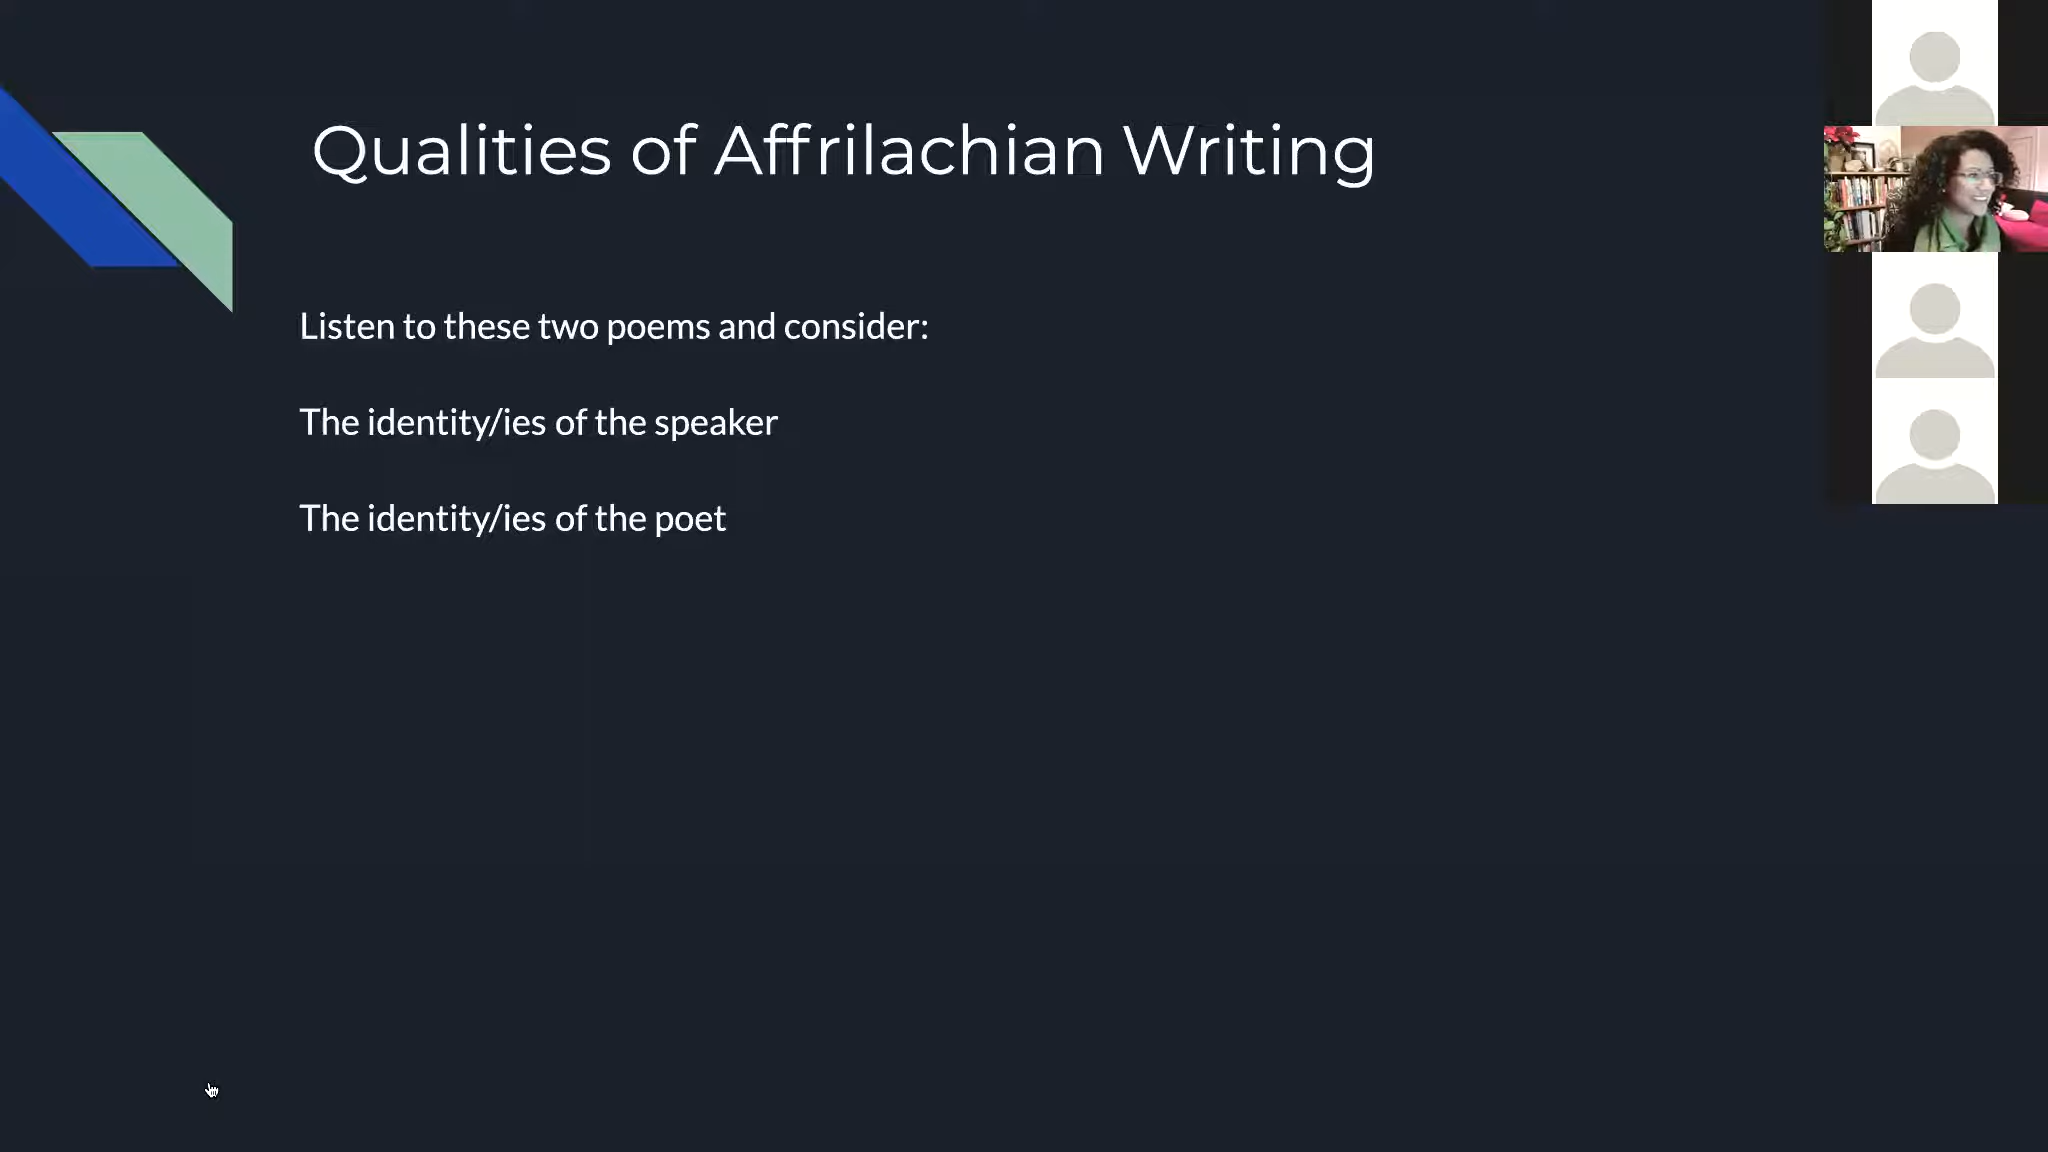 Qualities of Affrilachian Writing
Listen to these two poems and consider:
The identity/ies of the speaker
The identity/ies of the poet